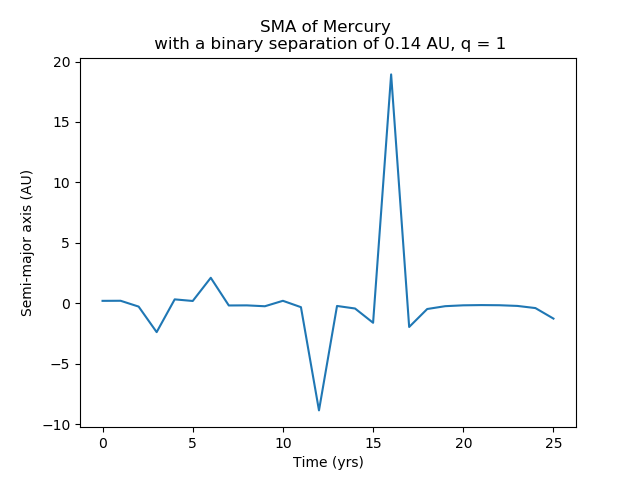 SMA of Mercury
with a binary separation of 0.14 AU, q = 1
20
15
10
5
0
−5
−10
Semi-major axis (AU)
0 5 10 15 20 25
Time (yrs)